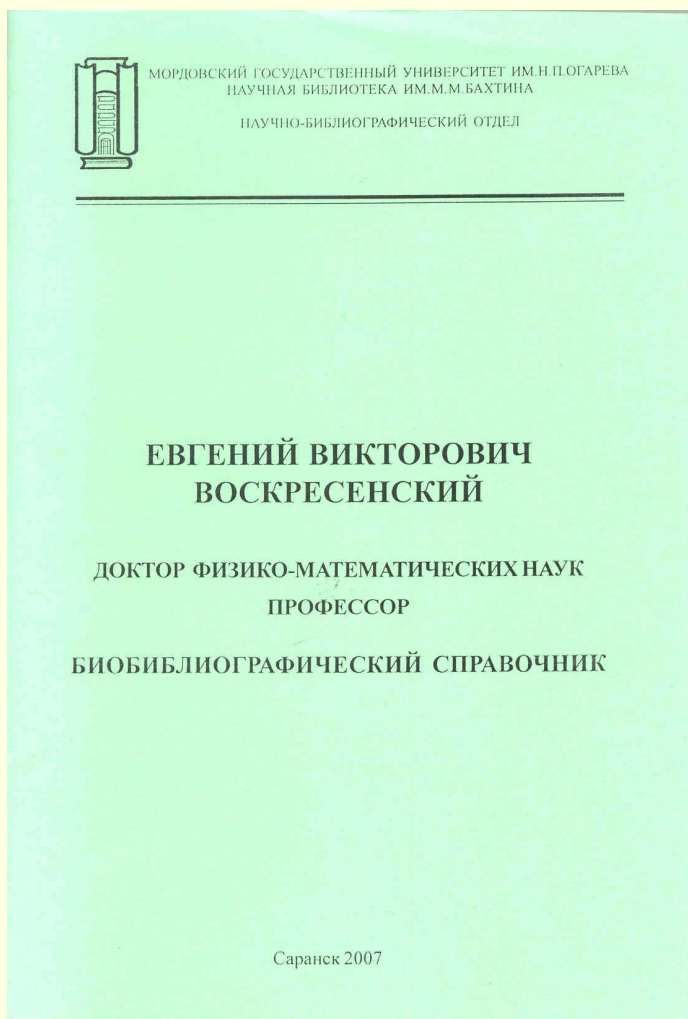 МОРДОВСКИЙ ГОСУДАРСТВЕННЫЙ УНИВЕРСИТЕТ ИМ.Н.П.ОГАРЕВА
НАУЧНАЯ БИБЛИОТЕКА ИМ.М.М.БАХТИНА
НАУЧНО-БИБЛИОГРАФИЧЕСКИЙ ОТДЕЛ
ЕВГЕНИЙ ВИКТОРОВИЧ
ВОСКРЕСЕНСКИЙ
ДОКТОР ФИЗИКО-МАТЕМАТИЧЕСКИХ НАУК
ПРОФЕССОР
БИОБИБЛИОГРАФИЧЕСКИЙ СПРАВОЧНИК
Саранск 2007